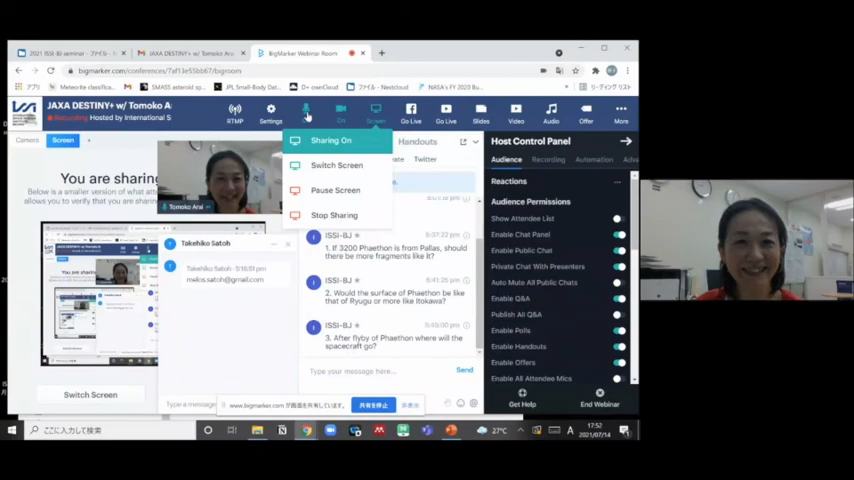 2021 ISSI-BJ seminar - ファイル -
JAXA DESTINY+ w/ Tomoko Arai
BigMarker Webinar Room
bigmarker.com/conferences/7af13e55bb67/bigroom
アプリ
Meteorite classifica...
SMASS asteroid sp...
JPL Small-Body Dat...
D+ ownCloud
ファイル - Nextcloud
NASA's FY 2020 Bu...
リーディング リスト
JAXA DESTINY+ w/ Tomoko Ar
Recording Hosted by International S
RTMP
Settings
On
Screen
Go Live
Go Live
Slides
Video
Audio
Offer
More
Camera
Screen
You are sharing
Below is a smaller version of what at
allows you to verify that you are sharing
Tomoko Arai
Sharing On
Switch Screen
Pause Screen
Stop Sharing
Handouts
Twitter
Takehiko Satoh
Takehiko Satoh - 5:16:51 pm
melos.satoh@gmail.com
ISSI-BJ
5:37:22 pm
1. If 3200 Phaethon is from Pallas, should
there be more fragments like it?
ISSI-BJ
5:41:25 pm
2. Would the surface of Phaethon be like
that of Ryugu or more like Itokawa?
ISSI-BJ
5:45:00 pm
3. After flyby of Phaethon where will the
spacecraft go?
Type your message here...
Send
Switch Screen
Type a message
www.bigmarker.com が画面を共有しています。
共有を停止
非表示
Host Control Panel
Audience
Recording
Automation
Adva
Reactions
Audience Permissions
Show Attendee List
Enable Chat Panel
Enable Public Chat
Private Chat With Presenters
Auto Mute All Public Chats
Enable Q&A
Publish All Q&A
Enable Polls
Enable Handouts
Enable Offers
Enable All Attendee Mics
Get Help
End Webinar
ここに入力して検索
27°C
A
17:52
2021/07/14